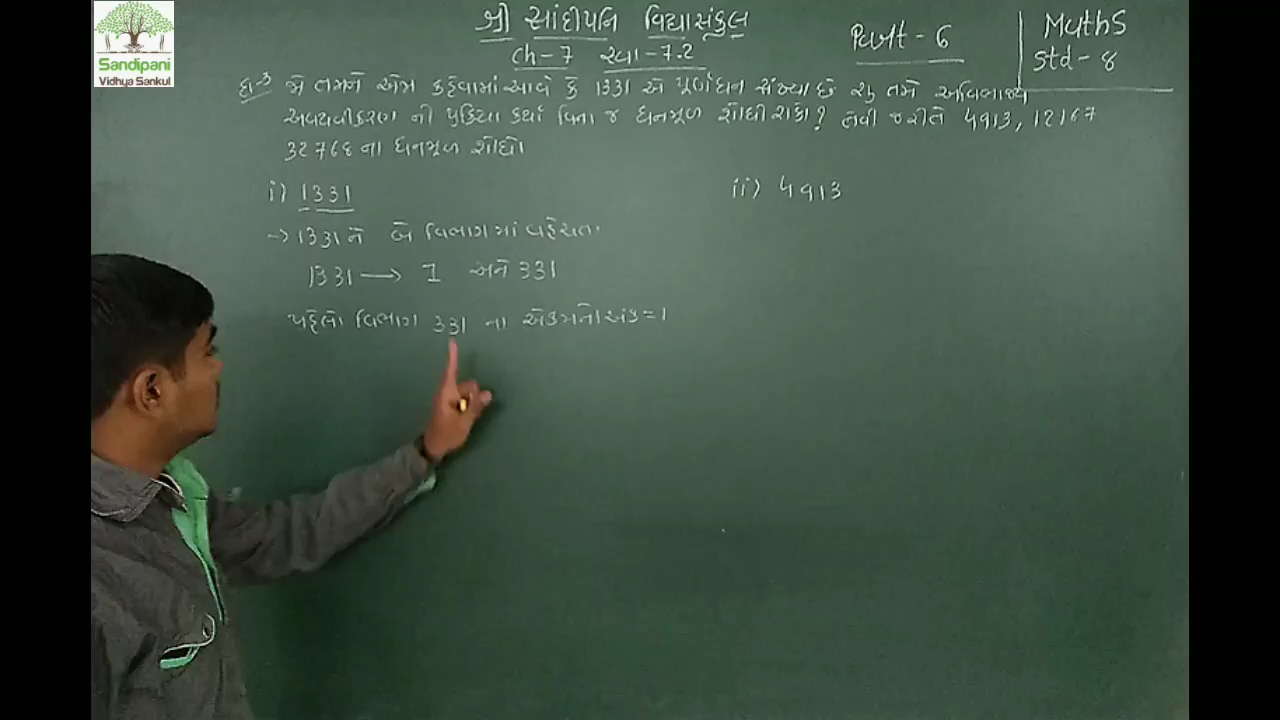 Sandipani
Vidhya Sankul
શ્રી સાંદીપનિ વિદ્યાસંકુલ
Part - 6
Maths
Std - 8
Ch - 7 સ્વા - 7.2
દા-3 જો તમને એમ કહેવામાં આવે કે 1331 એ પૂર્ણઘન સંખ્યા છે શું તમે અવિભાજ્ય
અવયવીકરણ ની પ્રક્રિયા કર્યા વિના જ ઘનમૂળ શોધી શકો? તેવી જ રીતે 4913, 12167
32768 ના ઘનમૂળ શોધો
i) 1331
ii) 4913
→ 1331 ને બે વિભાગ માં વહેંચતા
1331 → 1 અને 331
પહેલો વિભાગ 331 ના એકમનો અંક = 1